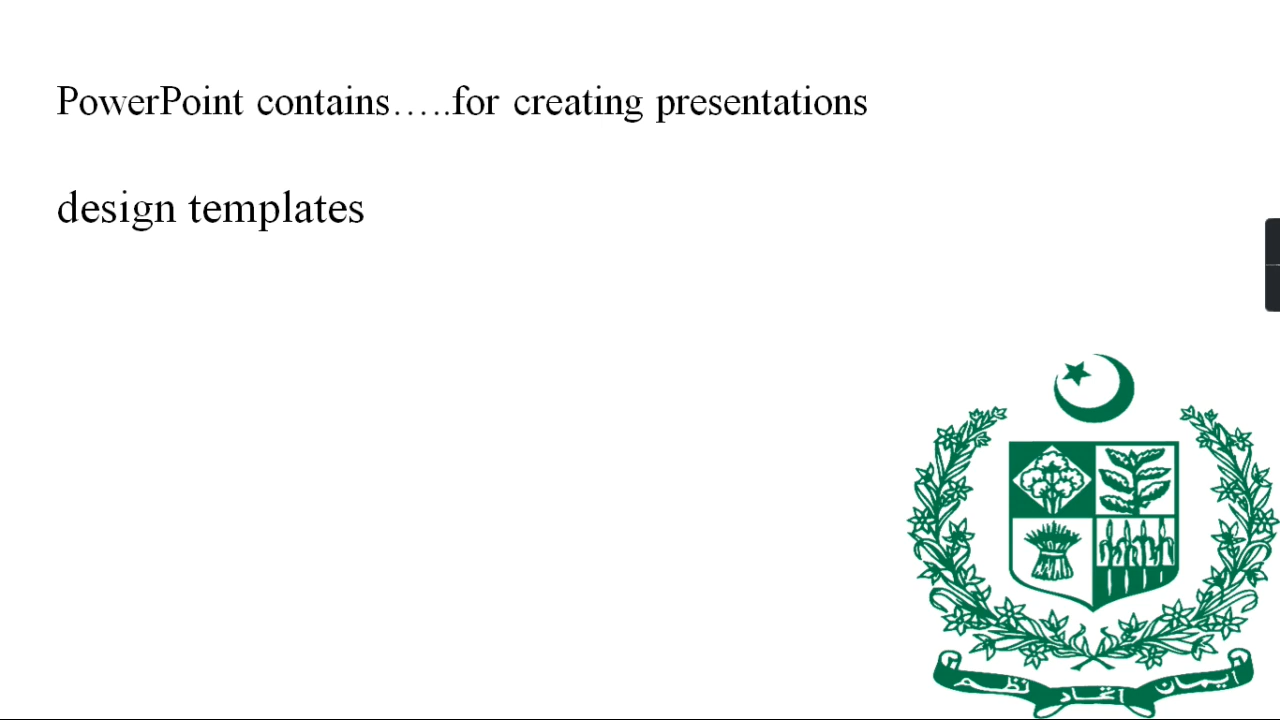 PowerPoint contains…..for creating presentations
design templates
ایمان اتحاد نظم